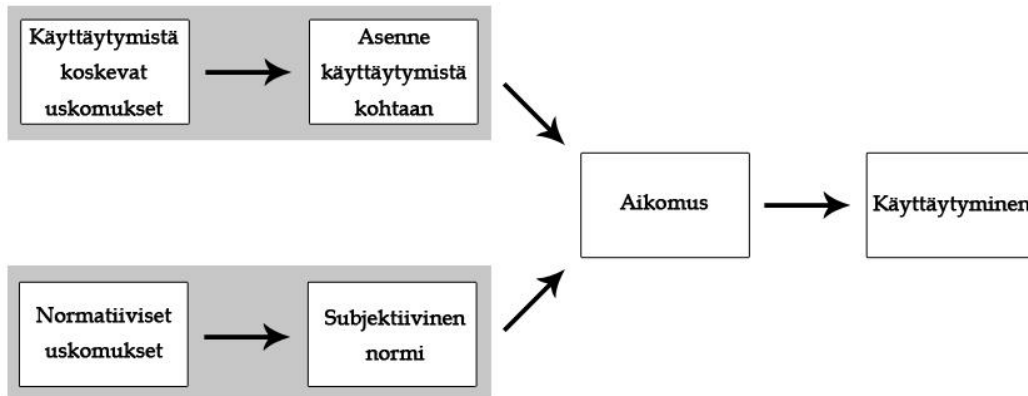 Käyttäytymistä
koskevat
uskomukset
Asenne
käyttäytymistä
kohtaan
Aikomus
Käyttäytyminen
Normatiiviset
uskomukset
Subjektiivinen
normi